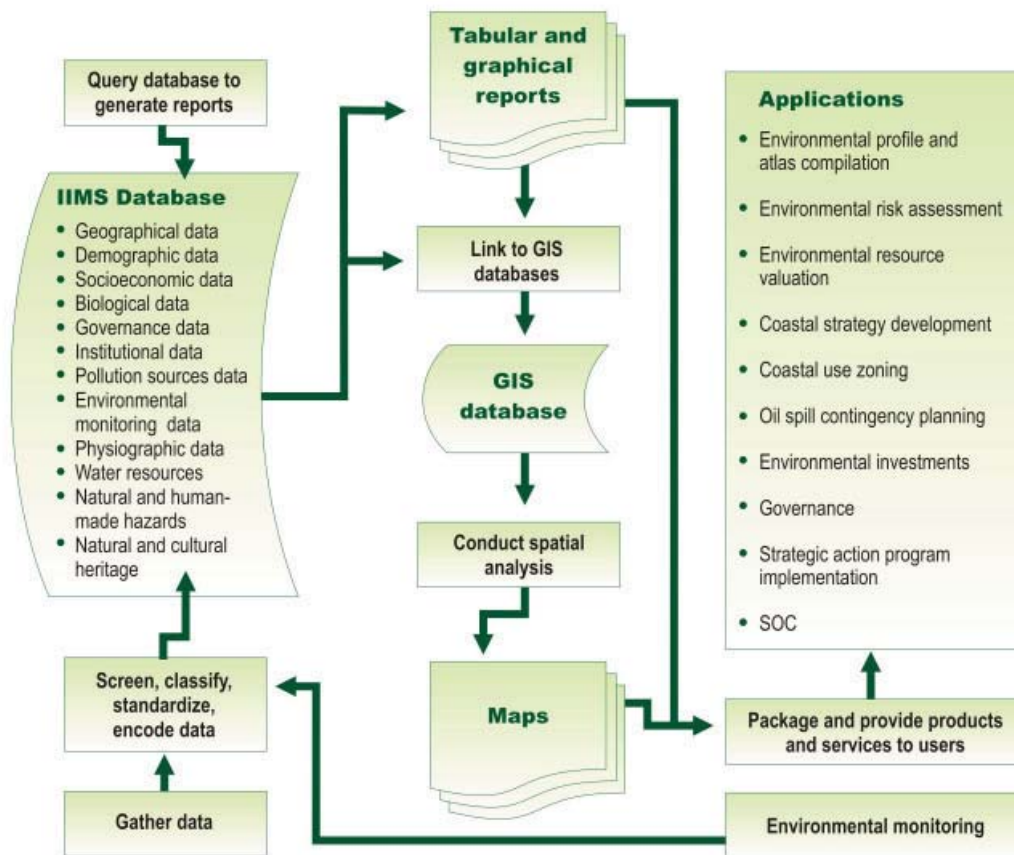 Query database to
generate reports
IIMS Database
• Geographical data
• Demographic data
• Socioeconomic data
• Biological data
• Governance data
• Institutional data
• Pollution sources data
• Environmental
monitoring data
• Physiographic data
• Water resources
• Natural and human-
made hazards
• Natural and cultural
heritage
Screen, classify,
standardize,
encode data
Gather data
Tabular and
graphical
reports
Link to GIS
databases
GIS
database
Conduct spatial
analysis
Maps
Applications
• Environmental profile and
atlas compilation
• Environmental risk assessment
• Environmental resource
valuation
• Coastal strategy development
• Coastal use zoning
• Oil spill contingency planning
• Environmental investments
• Governance
• Strategic action program
implementation
• SOC
Package and provide products
and services to users
Environmental monitoring